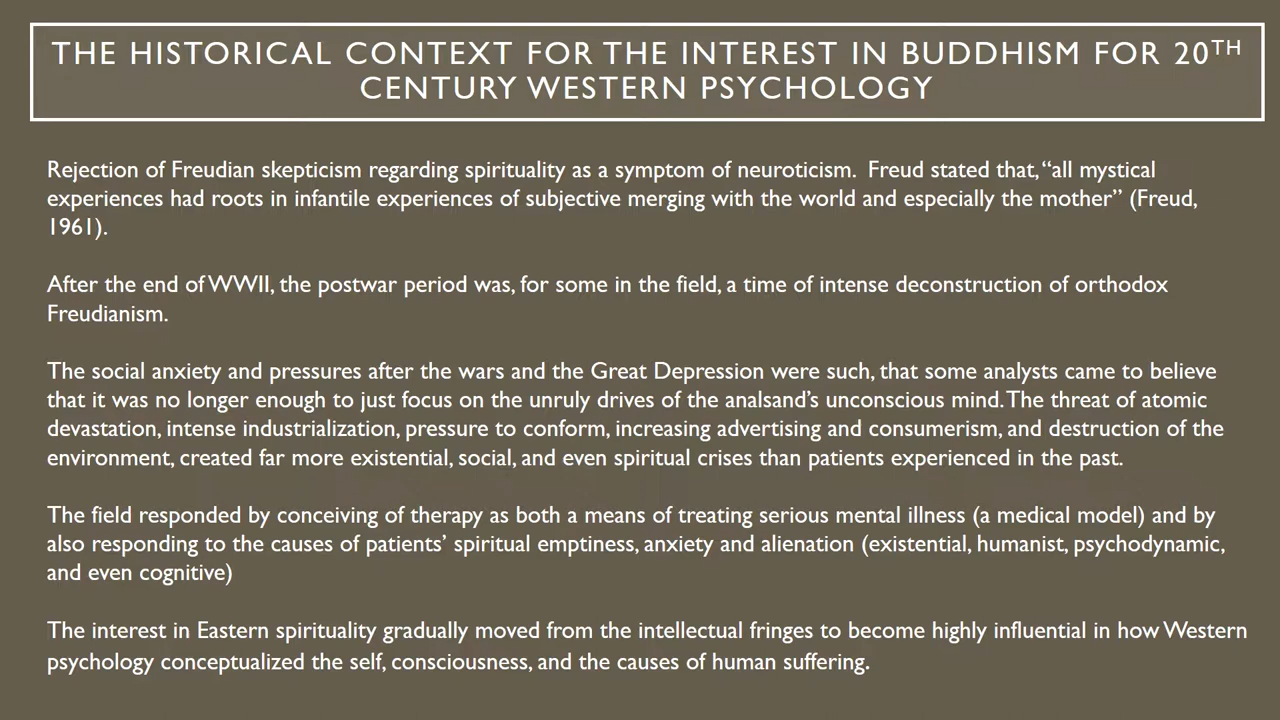 THE HISTORICAL CONTEXT FOR THE INTEREST IN BUDDHISM FOR 20TH
CENTURY WESTERN PSYCHOLOGY
Rejection of Freudian skepticism regarding spirituality as a symptom of neuroticism.  Freud stated that, “all mystical
experiences had roots in infantile experiences of subjective merging with the world and especially the mother” (Freud,
1961).
After the end of WWII, the postwar period was, for some in the field, a time of intense deconstruction of orthodox
Freudianism.
The social anxiety and pressures after the wars and the Great Depression were such, that some analysts came to believe
that it was no longer enough to just focus on the unruly drives of the analsand’s unconscious mind. The threat of atomic
devastation, intense industrialization, pressure to conform, increasing advertising and consumerism, and destruction of the
environment, created far more existential, social, and even spiritual crises than patients experienced in the past.
The field responded by conceiving of therapy as both a means of treating serious mental illness (a medical model) and by
also responding to the causes of patients’ spiritual emptiness, anxiety and alienation (existential, humanist, psychodynamic,
and even cognitive)
The interest in Eastern spirituality gradually moved from the intellectual fringes to become highly influential in how Western
psychology conceptualized the self, consciousness, and the causes of human suffering.